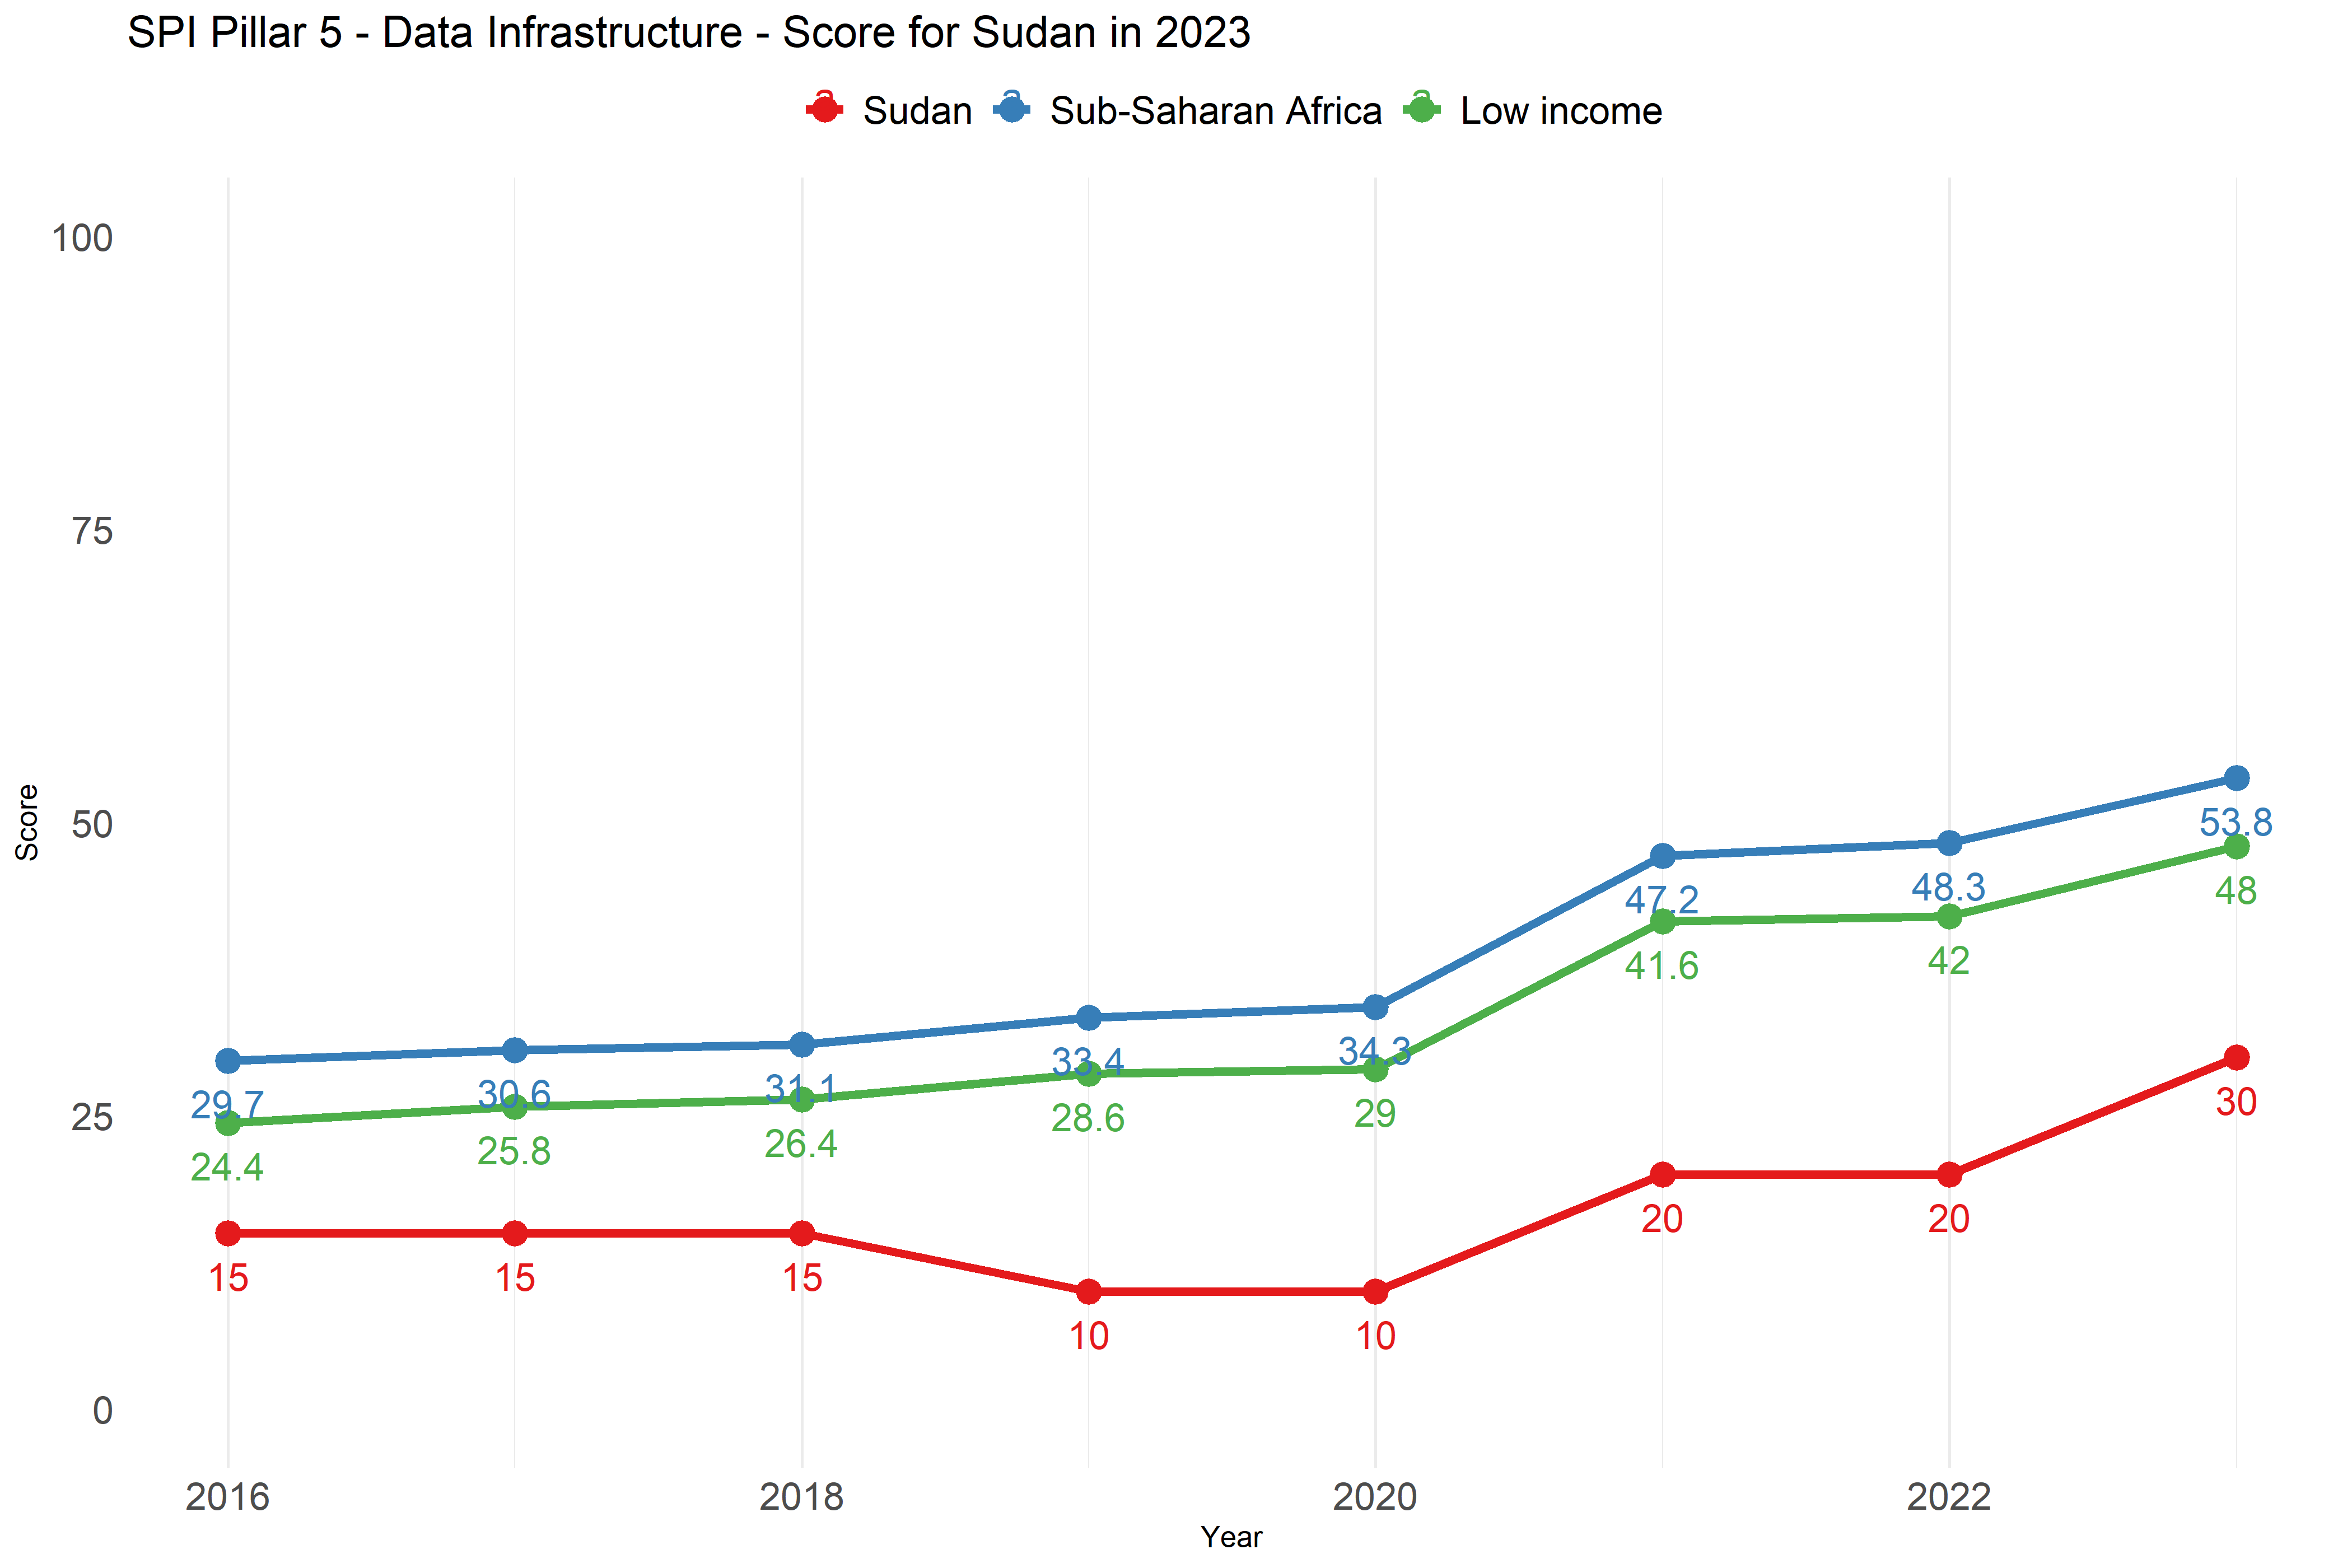 SPI Pillar 5 - Data Infrastructure - Score for Sudan in 2023
Sudan Sub-Saharan Africa Low income
100
75
50
25
0
Score
53.8
47.2 48.3 48
41.6 42
29.7 30.6 31.1 33.4 34.3
24.4 25.8 26.4 28.6 29 30
15 15 15 10 10 20 20
2016 2018 2020 2022
Year